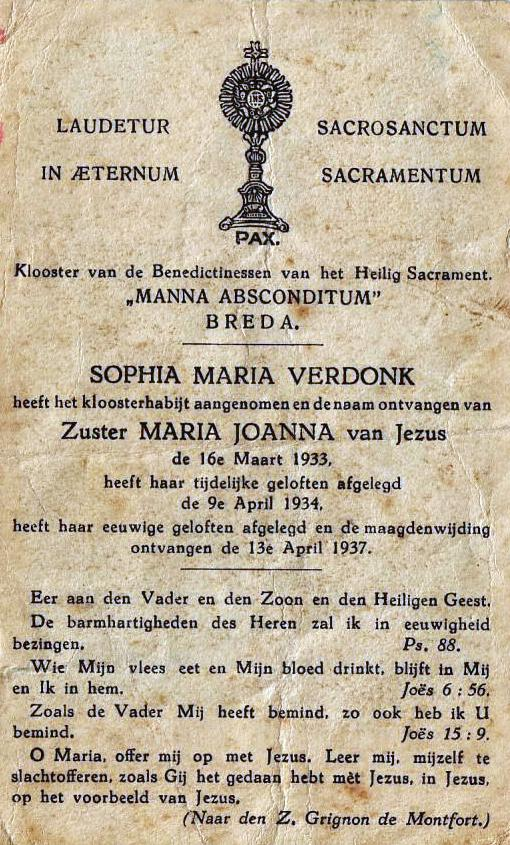 LAUDETUR SACROSANCTUM
IN ÆTERNUM SACRAMENTUM
IHS
PAX.
Klooster van de Benedictinessen van het Heilig Sacrament.
„MANNA ABSCONDITUM”
BREDA.
SOPHIA MARIA VERDONK
heeft het kloosterhabijt aangenomen en de naam ontvangen van
Zuster MARIA JOANNA van Jezus
de 16e Maart 1933,
heeft haar tijdelijke geloften afgelegd
de 9e April 1934,
heeft haar eeuwige geloften afgelegd en de maagdenwijding
ontvangen de 13e April 1937.
Eer aan den Vader en den Zoon en den Heiligen Geest.
De barmhartigheden des Heren zal ik in eeuwigheid
bezingen. Ps. 88.
Wie Mijn vlees eet en Mijn bloed drinkt, blijft in Mij
en Ik in hem. Joës 6 : 56.
Zoals de Vader Mij heeft bemind, zo ook heb ik U
bemind. Joës 15 : 9.
O Maria, offer mij op met Jezus. Leer mij, mijzelf te
slachtofferen, zoals Gij het gedaan hebt mèt Jezus, in Jezus,
op het voorbeeld van Jezus.
(Naar den Z. Grignon de Montfort.)